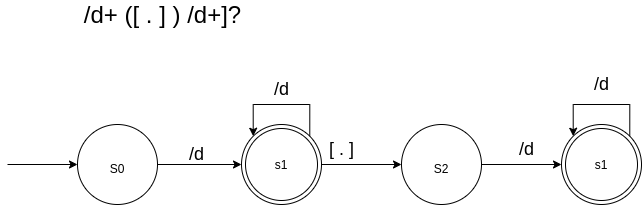 /d+ ([ . ] ) /d+]?
/d
/d
S0
/d
s1
[ . ]
S2
/d
s1